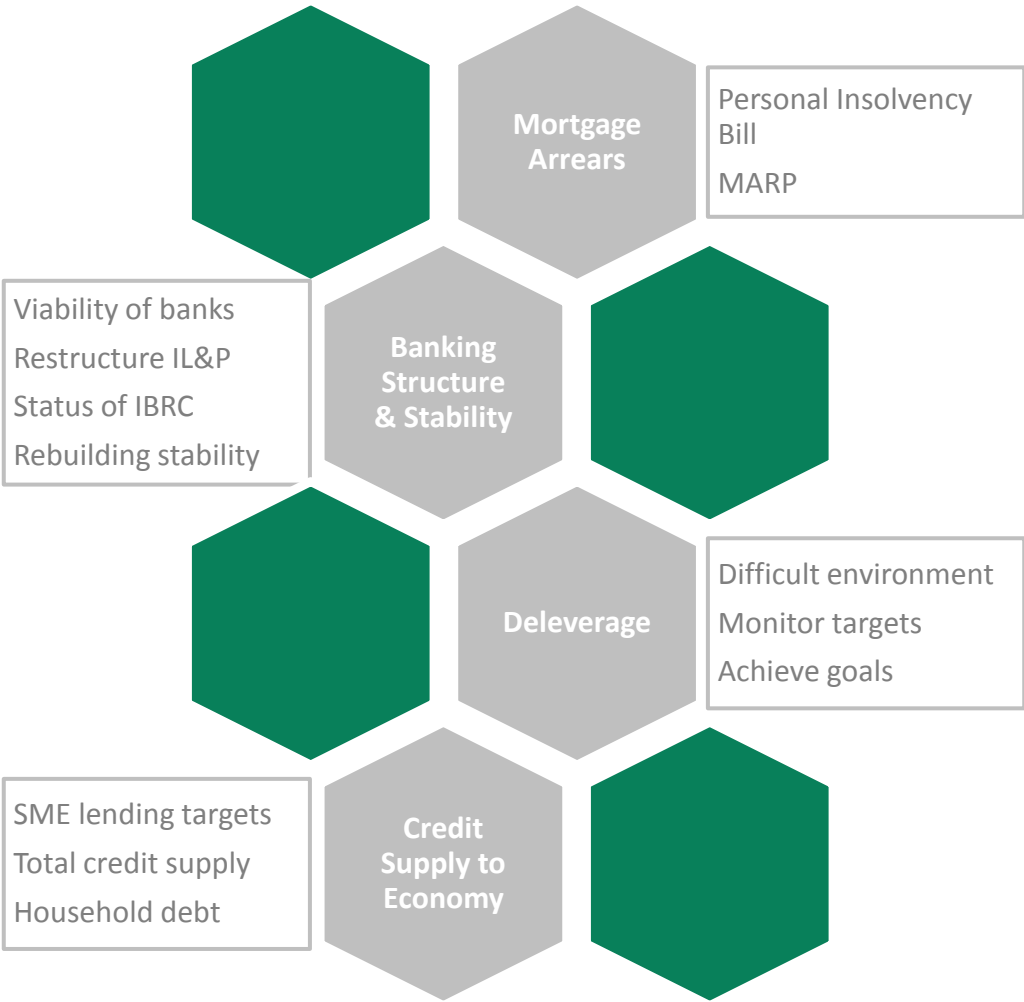 Mortgage
Arrears
Personal Insolvency
Bill
MARP
Viability of banks
Restructure IL&P
Status of IBRC
Rebuilding stability
Banking
Structure
& Stability
Deleverage
Difficult environment
Monitor targets
Achieve goals
SME lending targets
Total credit supply
Household debt
Credit
Supply to
Economy